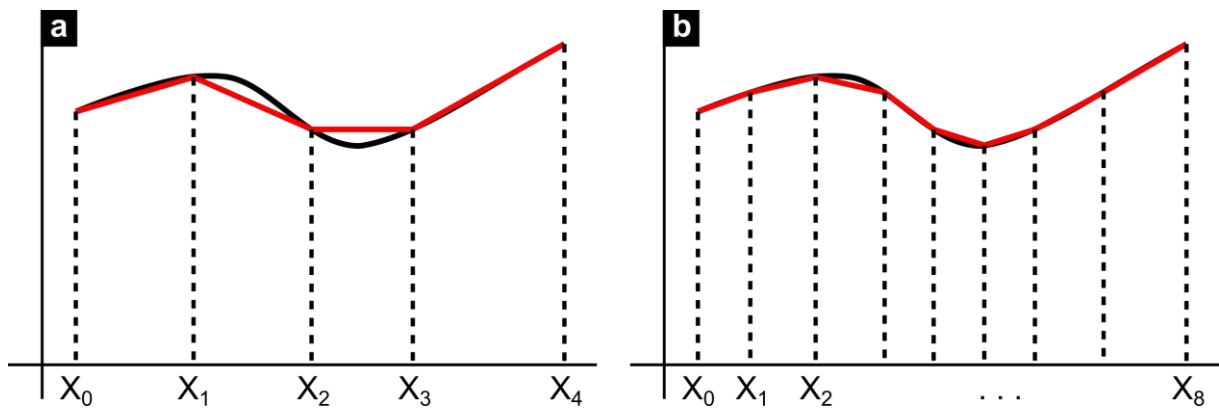 a
X₀ X₁ X₂ X₃ X₄
b
X₀ X₁ X₂ . . . X₈